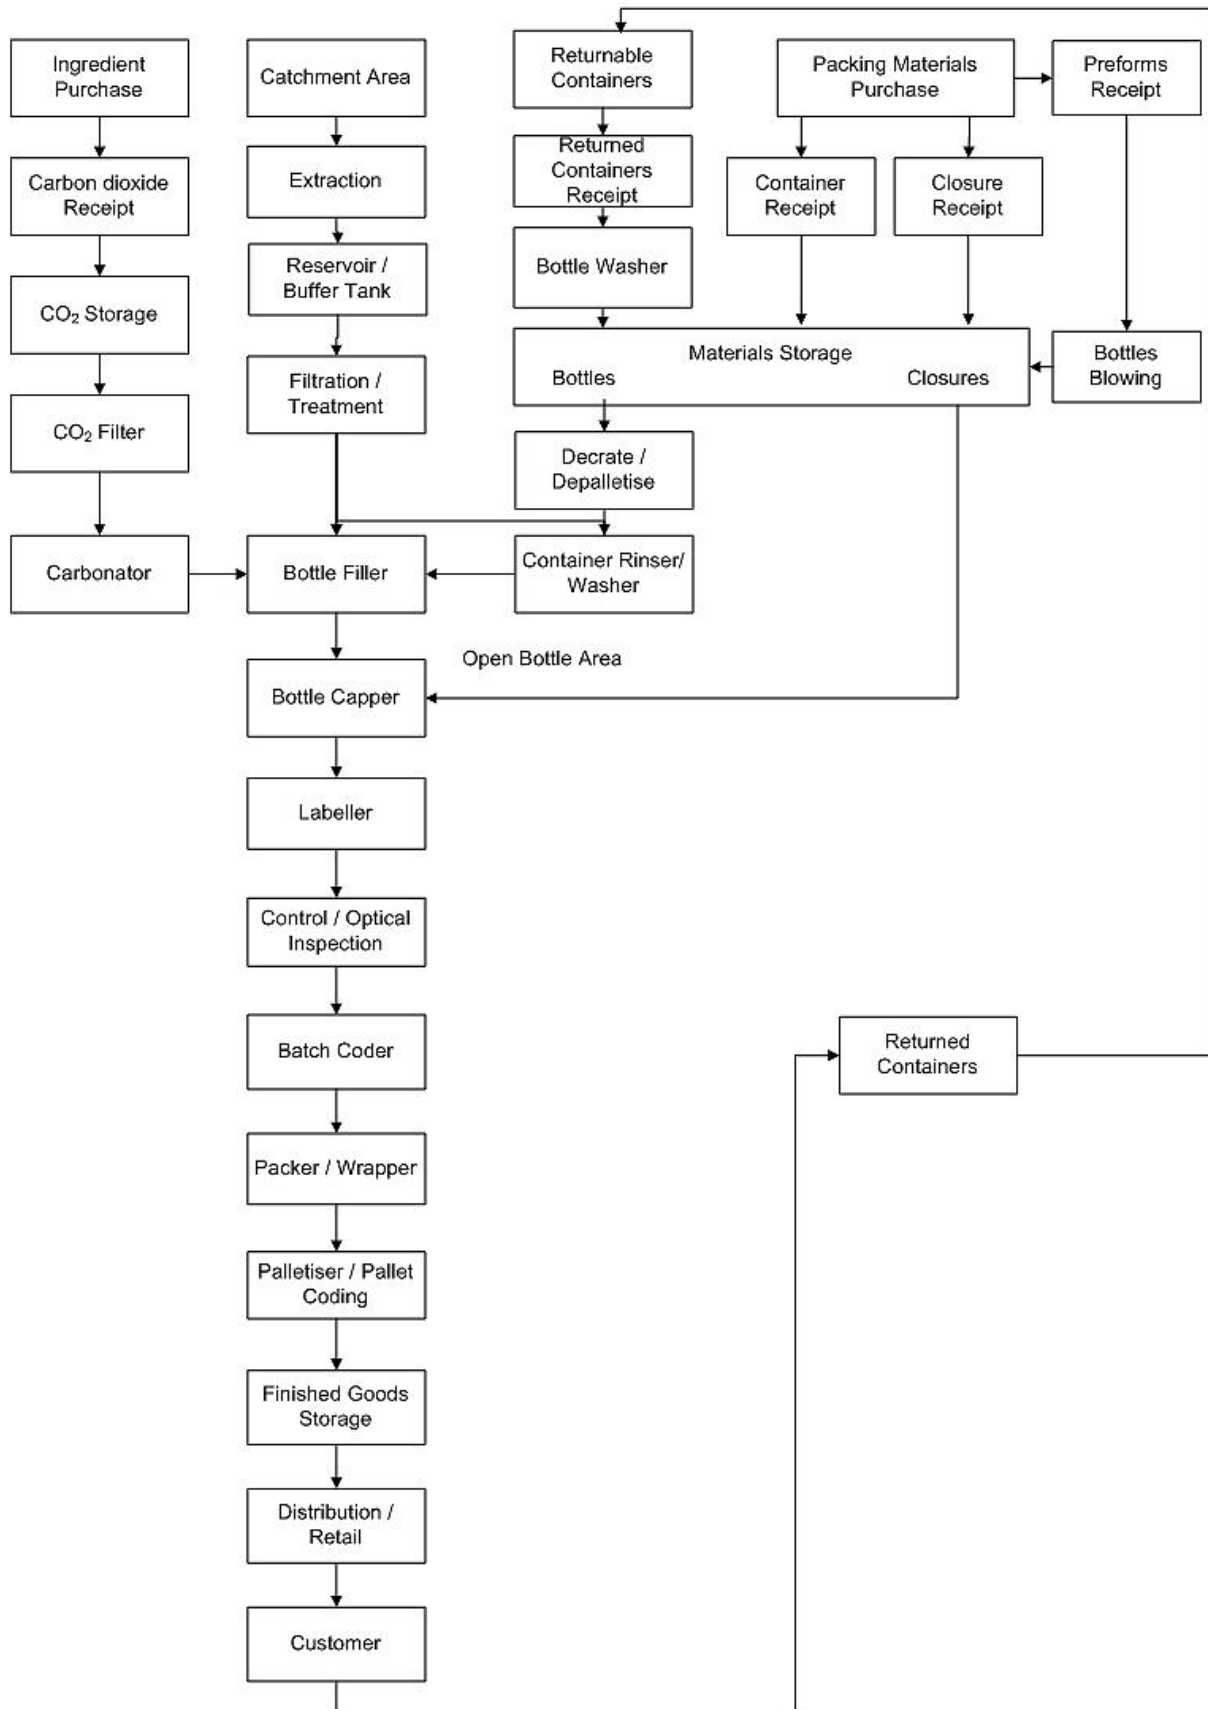 Ingredient
Purchase
Catchment Area
Returnable
Containers
Packing Materials
Purchase
Preforms
Receipt
Carbon dioxide
Receipt
Extraction
Returned
Containers
Receipt
Container
Receipt
Closure
Receipt
CO₂ Storage
Reservoir /
Buffer Tank
Bottle Washer
Materials Storage
Bottles
Closures
Bottles
Blowing
CO₂ Filter
Filtration /
Treatment
Decrate /
Depalletise
Carbonator
Bottle Filler
Container Rinser/
Washer
Open Bottle Area
Bottle Capper
Labeller
Control / Optical
Inspection
Batch Coder
Returned
Containers
Packer / Wrapper
Palletiser / Pallet
Coding
Finished Goods
Storage
Distribution /
Retail
Customer